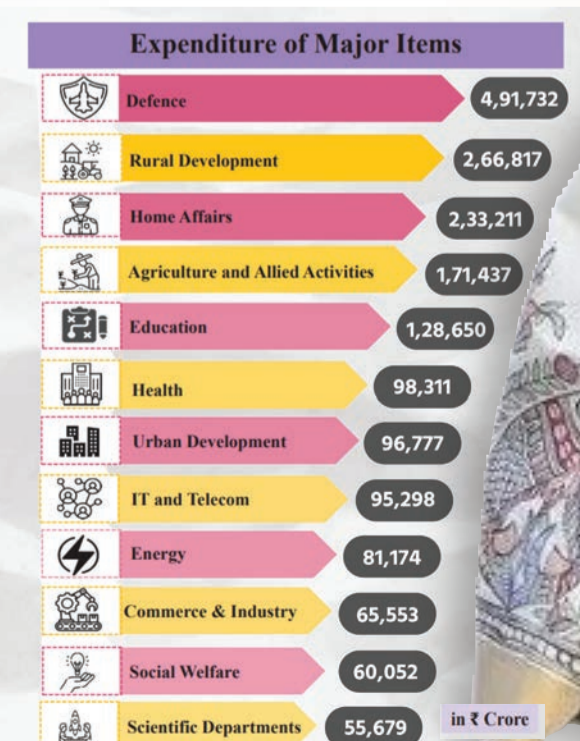 Expenditure of Major Items
Defence 4,91,732
Rural Development 2,66,817
Home Affairs 2,33,211
Agriculture and Allied Activities 1,71,437
Education 1,28,650
Health 98,311
Urban Development 96,777
IT and Telecom 95,298
Energy 81,174
Commerce & Industry 65,553
Social Welfare 60,052
Scientific Departments 55,679
in ₹ Crore